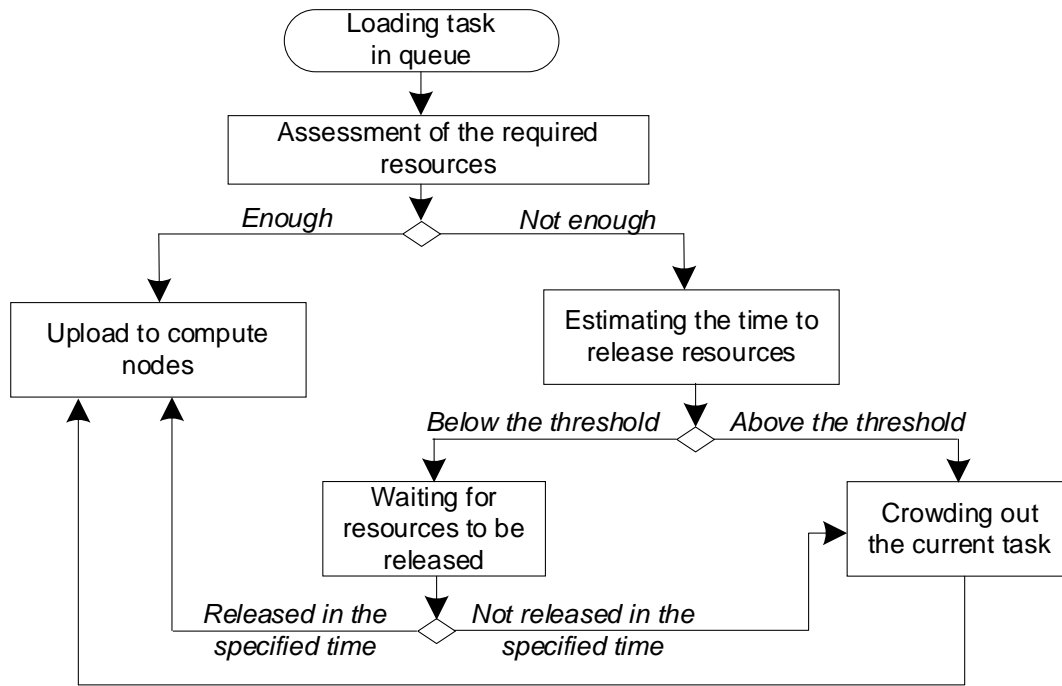 Loading task
in queue
Assessment of the required
resources
Enough
Not enough
Upload to compute
nodes
Estimating the time to
release resources
Below the threshold
Above the threshold
Waiting for
resources to be
released
Crowding out
the current task
Released in the
specified time
Not released in the
specified time